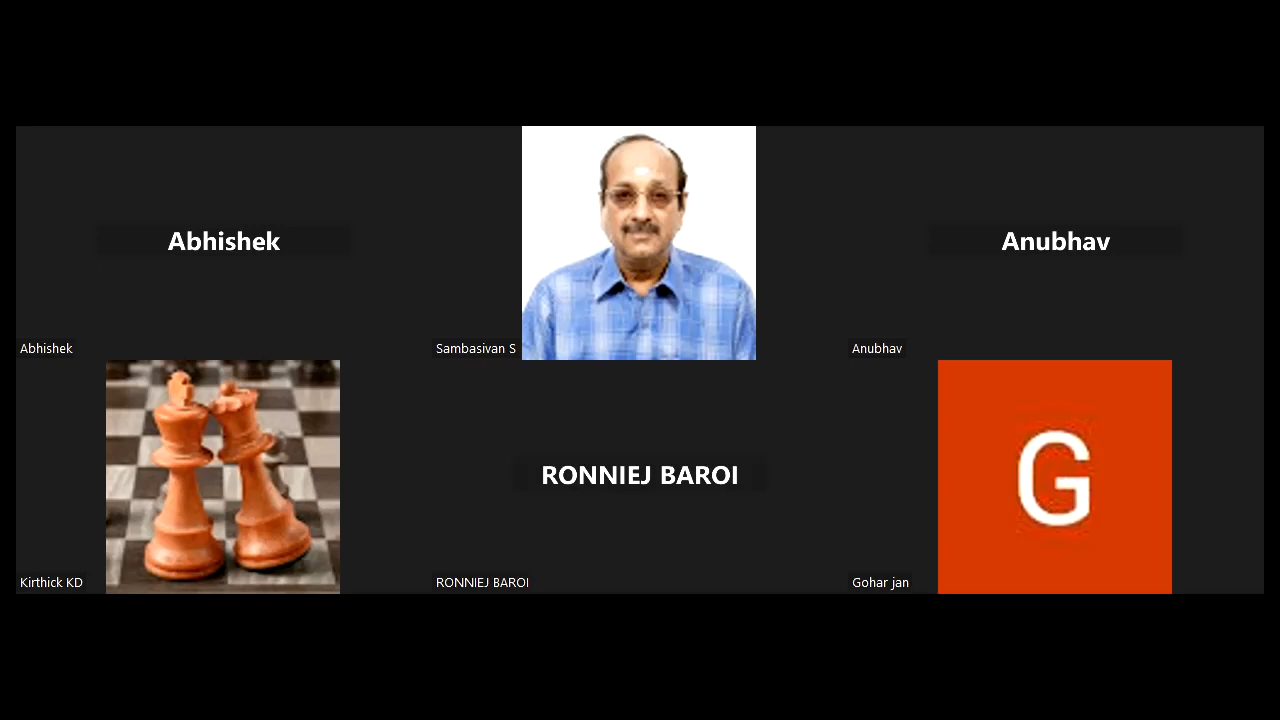 Abhishek
Anubhav
Abhishek
Sambasivan S
Anubhav
RONNIEJ BAROI
G
Kirthick KD
RONNIEJ BAROI
Gohar jan